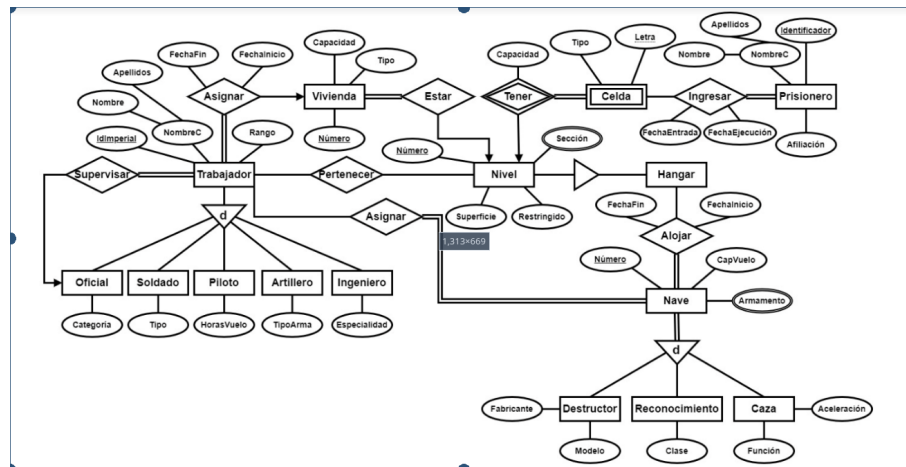 Apellidos
Identificador
Capacidad
Tipo
Letra
FechaFin
FechaInicio
Capacidad
Nombre
NombreC
Tipo
Apellidos
Asignar
Vivienda
Estar
Tener
Celda
Ingresar
Prisionero
Nombre
NombreC
Rango
Número
FechaEntrada
FechaEjecución
Afiliación
IdImperial
Número
Sección
Supervisar
Trabajador
Pertenecer
Nivel
Hangar
Asignar
Superficie
Restringido
FechaFin
FechaInicio
d
Alojar
1,313×669
Número
CapVuelo
Oficial
Soldado
Piloto
Artillero
Ingeniero
Nave
Armamento
Categoría
Tipo
HorasVuelo
TipoArma
Especialidad
d
Fabricante
Destructor
Reconocimiento
Caza
Aceleración
Modelo
Clase
Función